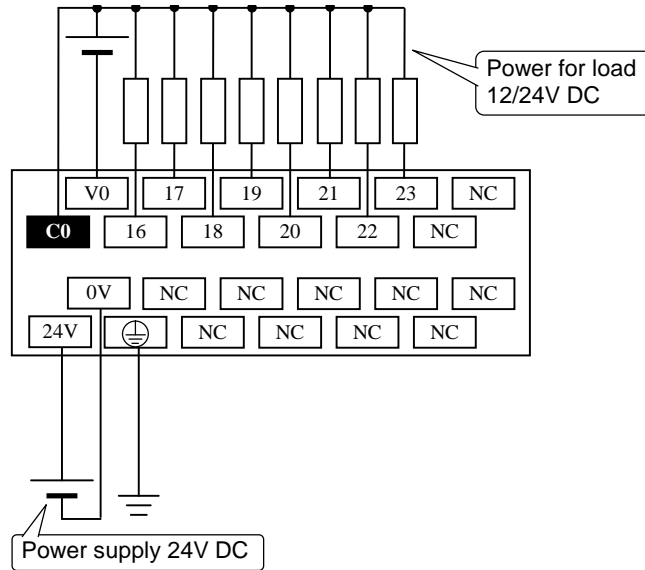 Power for load
12/24V DC
V0 17 19 21 23 NC
C0 16 18 20 22 NC
0V NC NC NC NC NC
24V NC NC NC NC
Power supply 24V DC